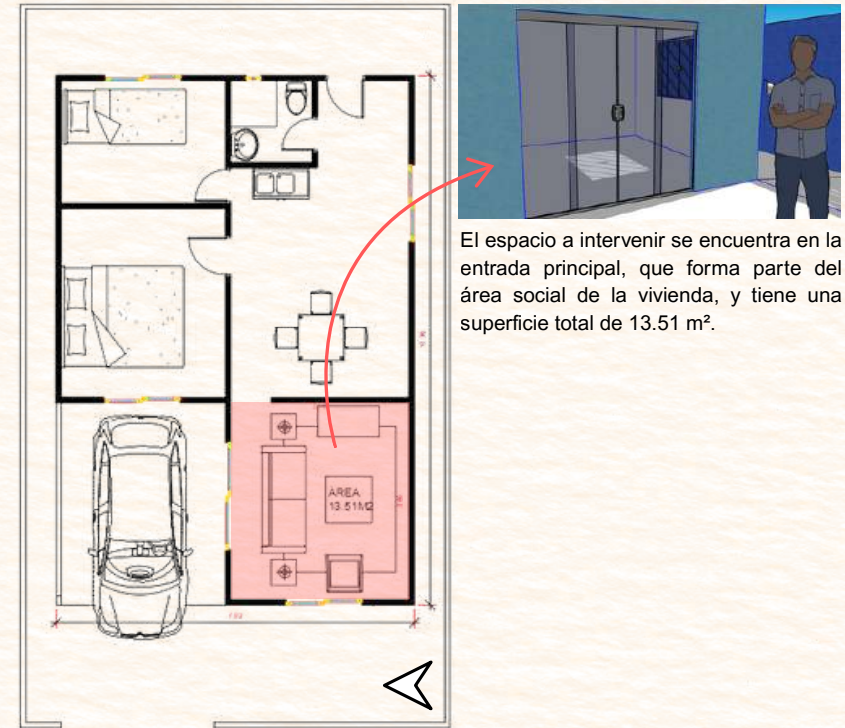 El espacio a intervenir se encuentra en la
entrada principal, que forma parte del
área social de la vivienda, y tiene una
superficie total de 13.51 m².
ÁREA
13.51M2